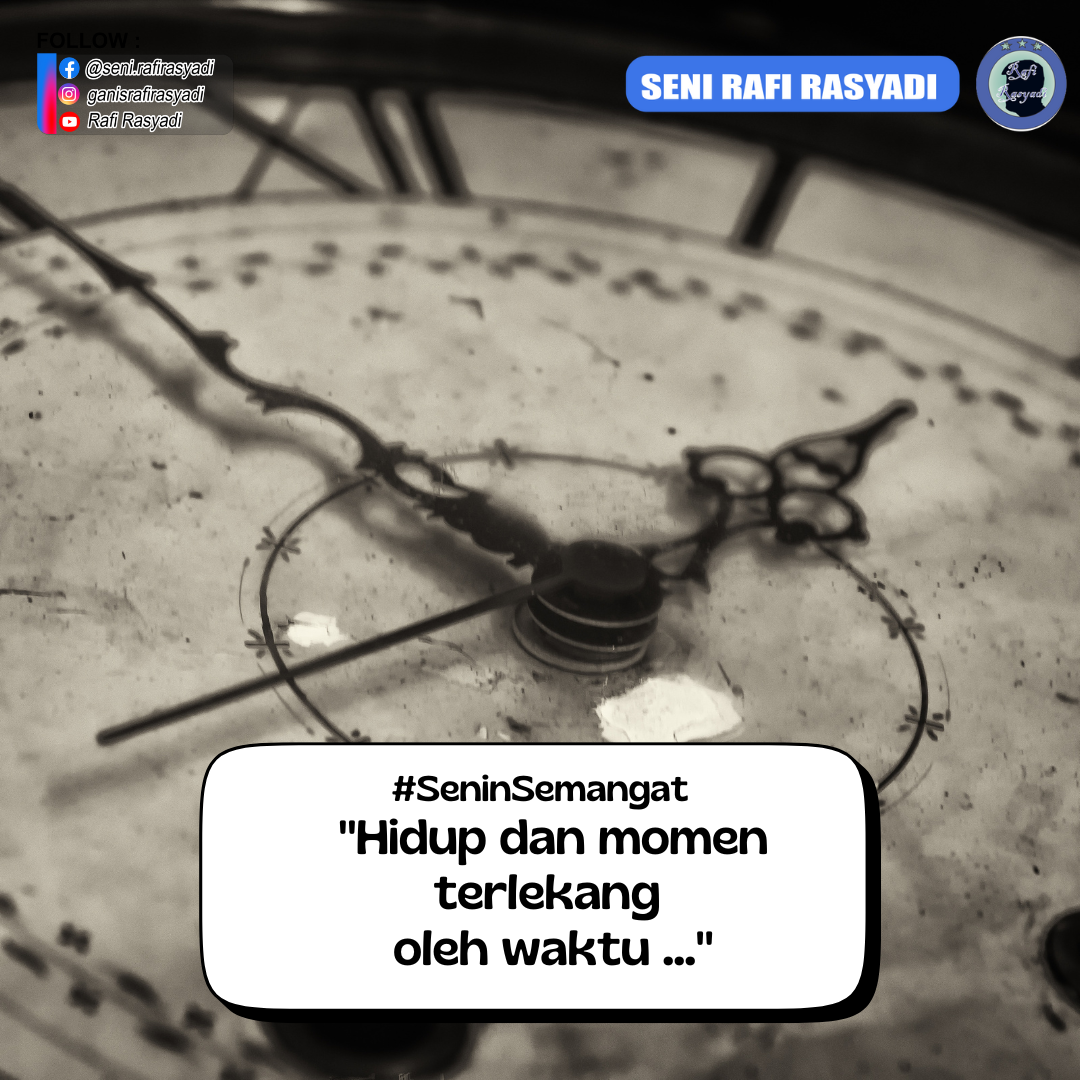 FOLLOW :
@seni.rafirasyadi
ganisrafirasyadi
Rafi Rasyadi
SENI RAFI RASYADI
Rafi
Rasyadi
#SeninSemangat
"Hidup dan momen
terlekang
oleh waktu ..."